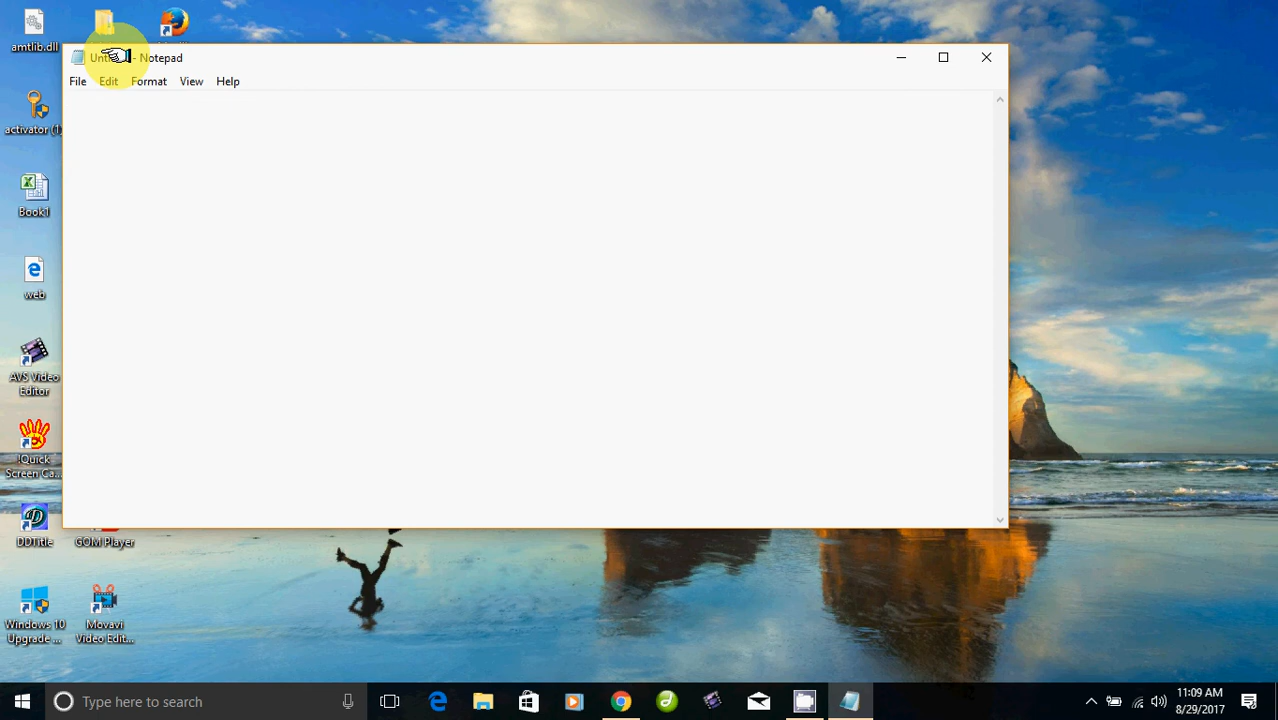 amtlib.dll
- Notepad
File Edit Format View Help
activator (1)
Book1
web
AVS Video
Editor
!Quick
Screen Ca...
DDTitle
GOM Player
Windows 10
Upgrade ...
Movavi
Video Edit...
Type here to search
11:09 AM
8/29/2017